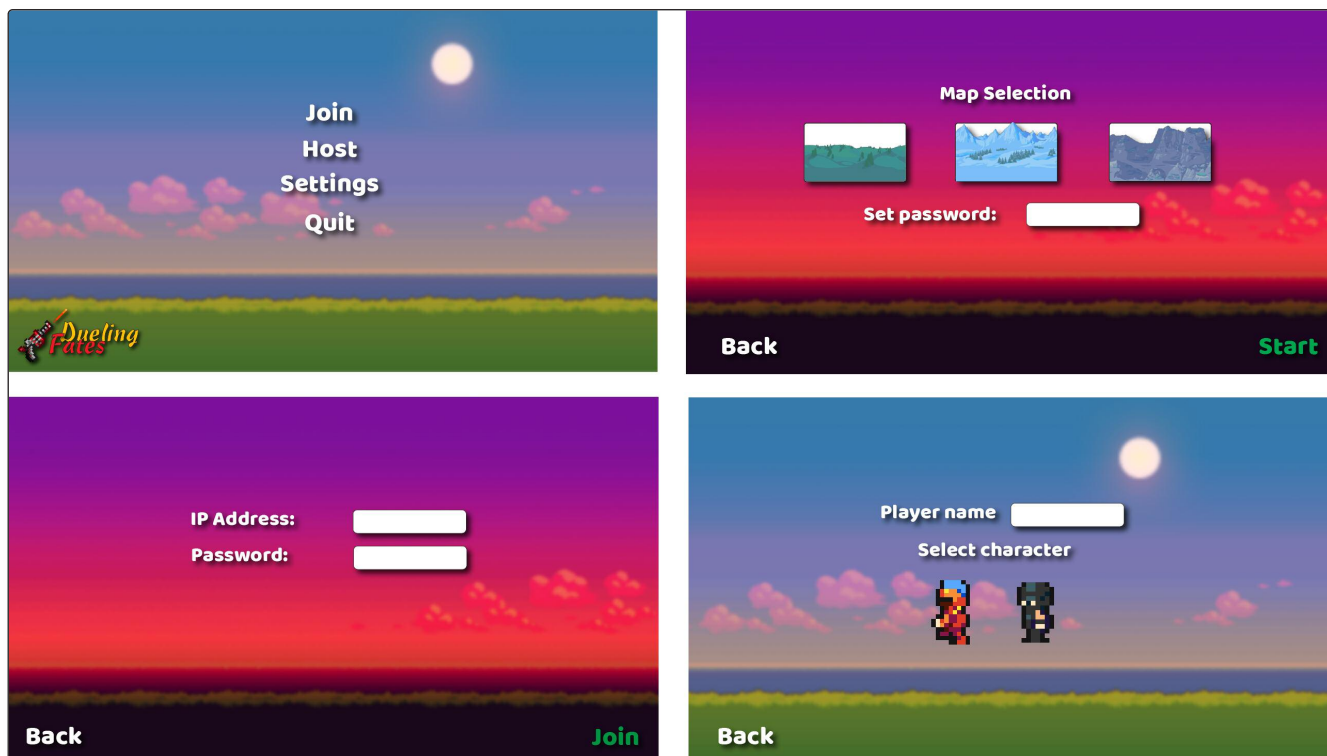 Join
Host
Settings
Quit
Dueling
Fates
Map Selection
Set password:
Back
Start
IP Address:
Password:
Back
Join
Player name
Select character
Back